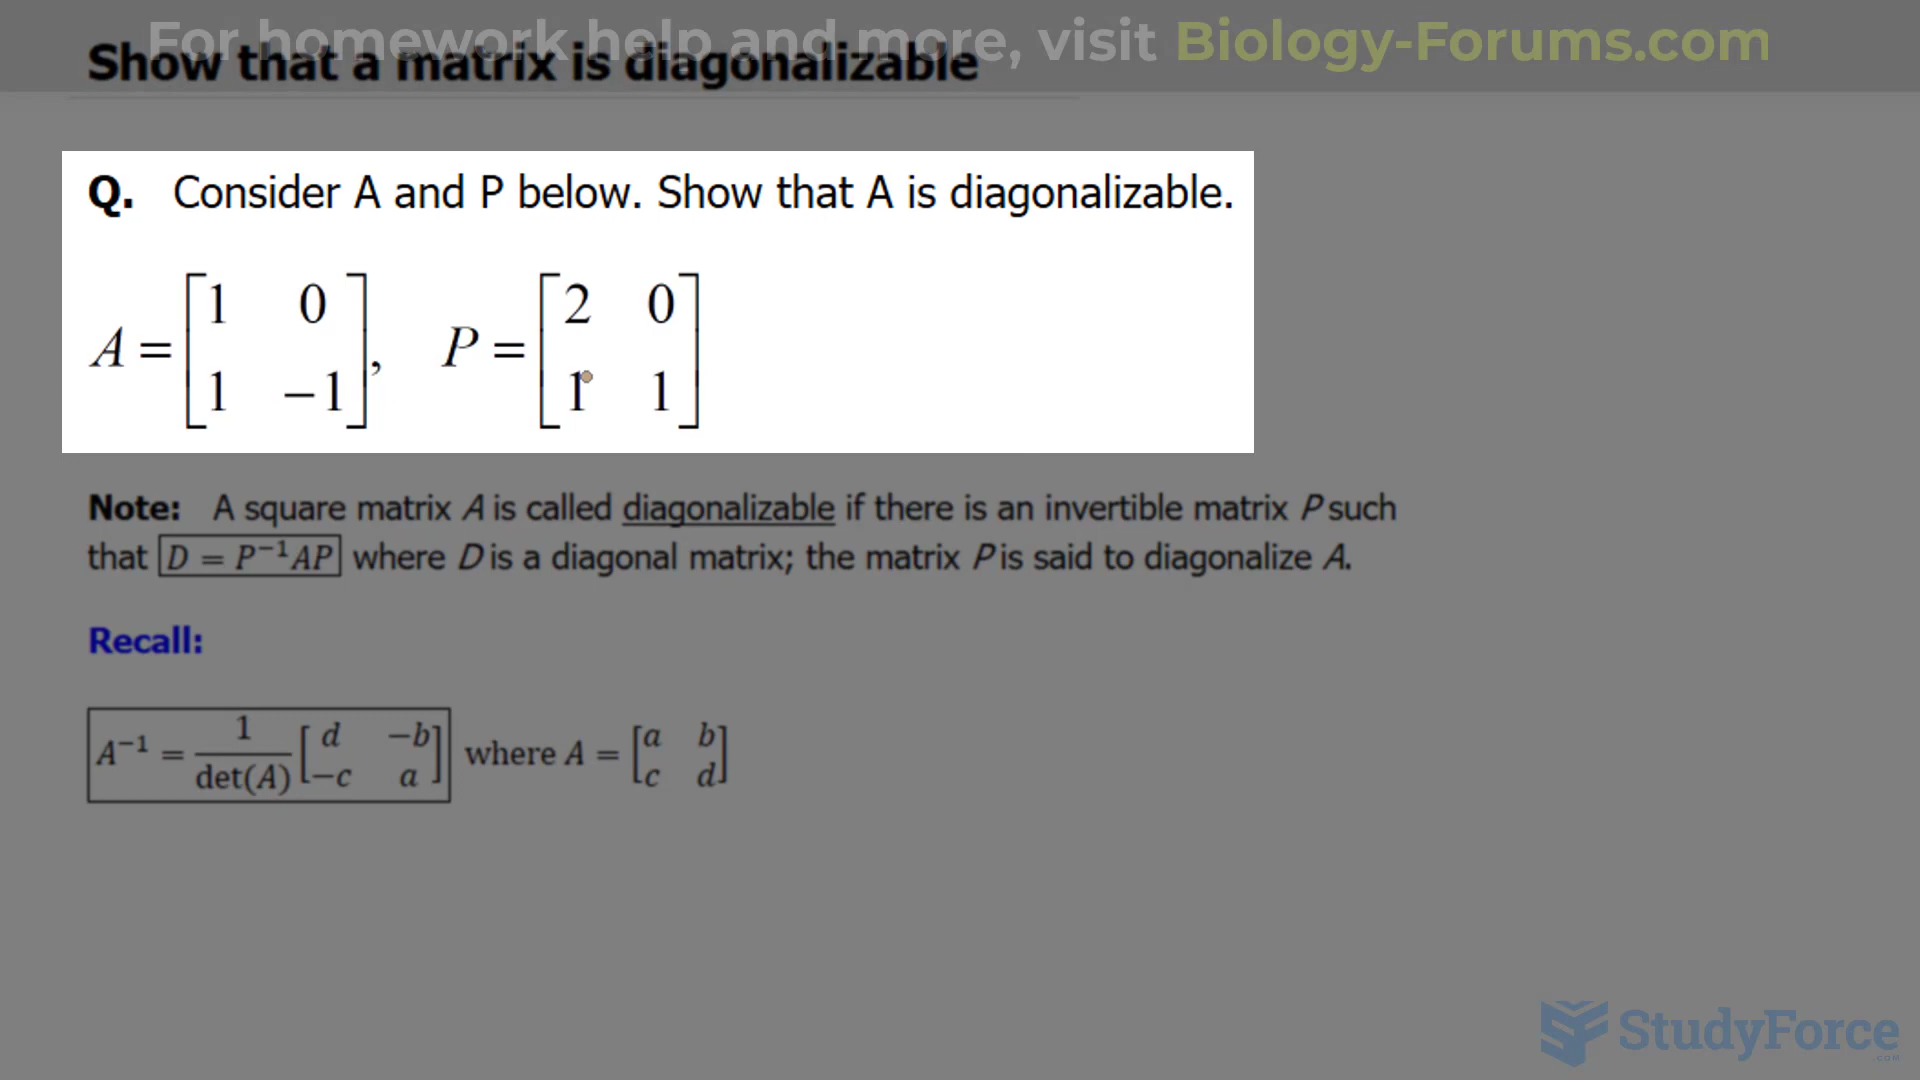 For homework help and more, visit Biology-Forums.com
Show that a matrix is diagonalizable
Q. Consider A and P below. Show that A is diagonalizable.
A = [1 0; 1 −1], P = [2 0; 1 1]
Note: A square matrix A is called diagonalizable if there is an invertible matrix P such
that D = P⁻¹AP where D is a diagonal matrix; the matrix P is said to diagonalize A.
Recall:
A⁻¹ = 1/det(A) [d −b; −c a] where A = [a b; c d]
StudyForce
.COM